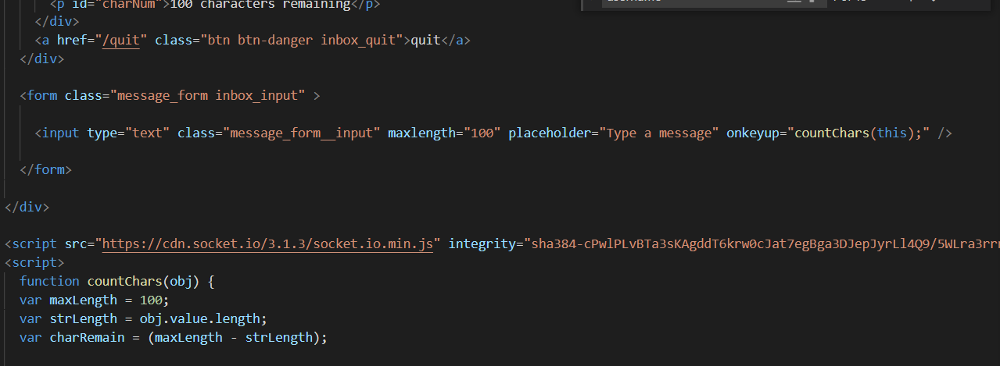 <p id="charNum">100 characters remaining</p>
</div>
<a href="/quit" class="btn btn-danger inbox_quit">quit</a>
</div>
<form class="message_form inbox_input" >
<input type="text" class="message_form__input" maxlength="100" placeholder="Type a message" onkeyup="countChars(this);" />
</form>
</div>
<script src="https://cdn.socket.io/3.1.3/socket.io.min.js" integrity="sha384-cPwlPLvBTa3sKAgddT6krw0cJat7egBga3DJepJyrLl4Q9/5WLra3rrn
<script>
function countChars(obj) {
var maxLength = 100;
var strLength = obj.value.length;
var charRemain = (maxLength - strLength);